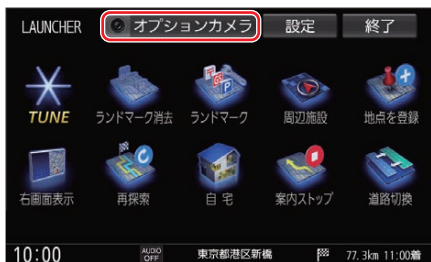 LAUNCHER オプションカメラ 設定 終了
TUNE ランドマーク消去 ランドマーク 周辺施設 地点を登録
右画面表示 再探索 自宅 案内ストップ 道路切換
10:00 AUDIO OFF 東京都港区新橋 77.3km 11:00着